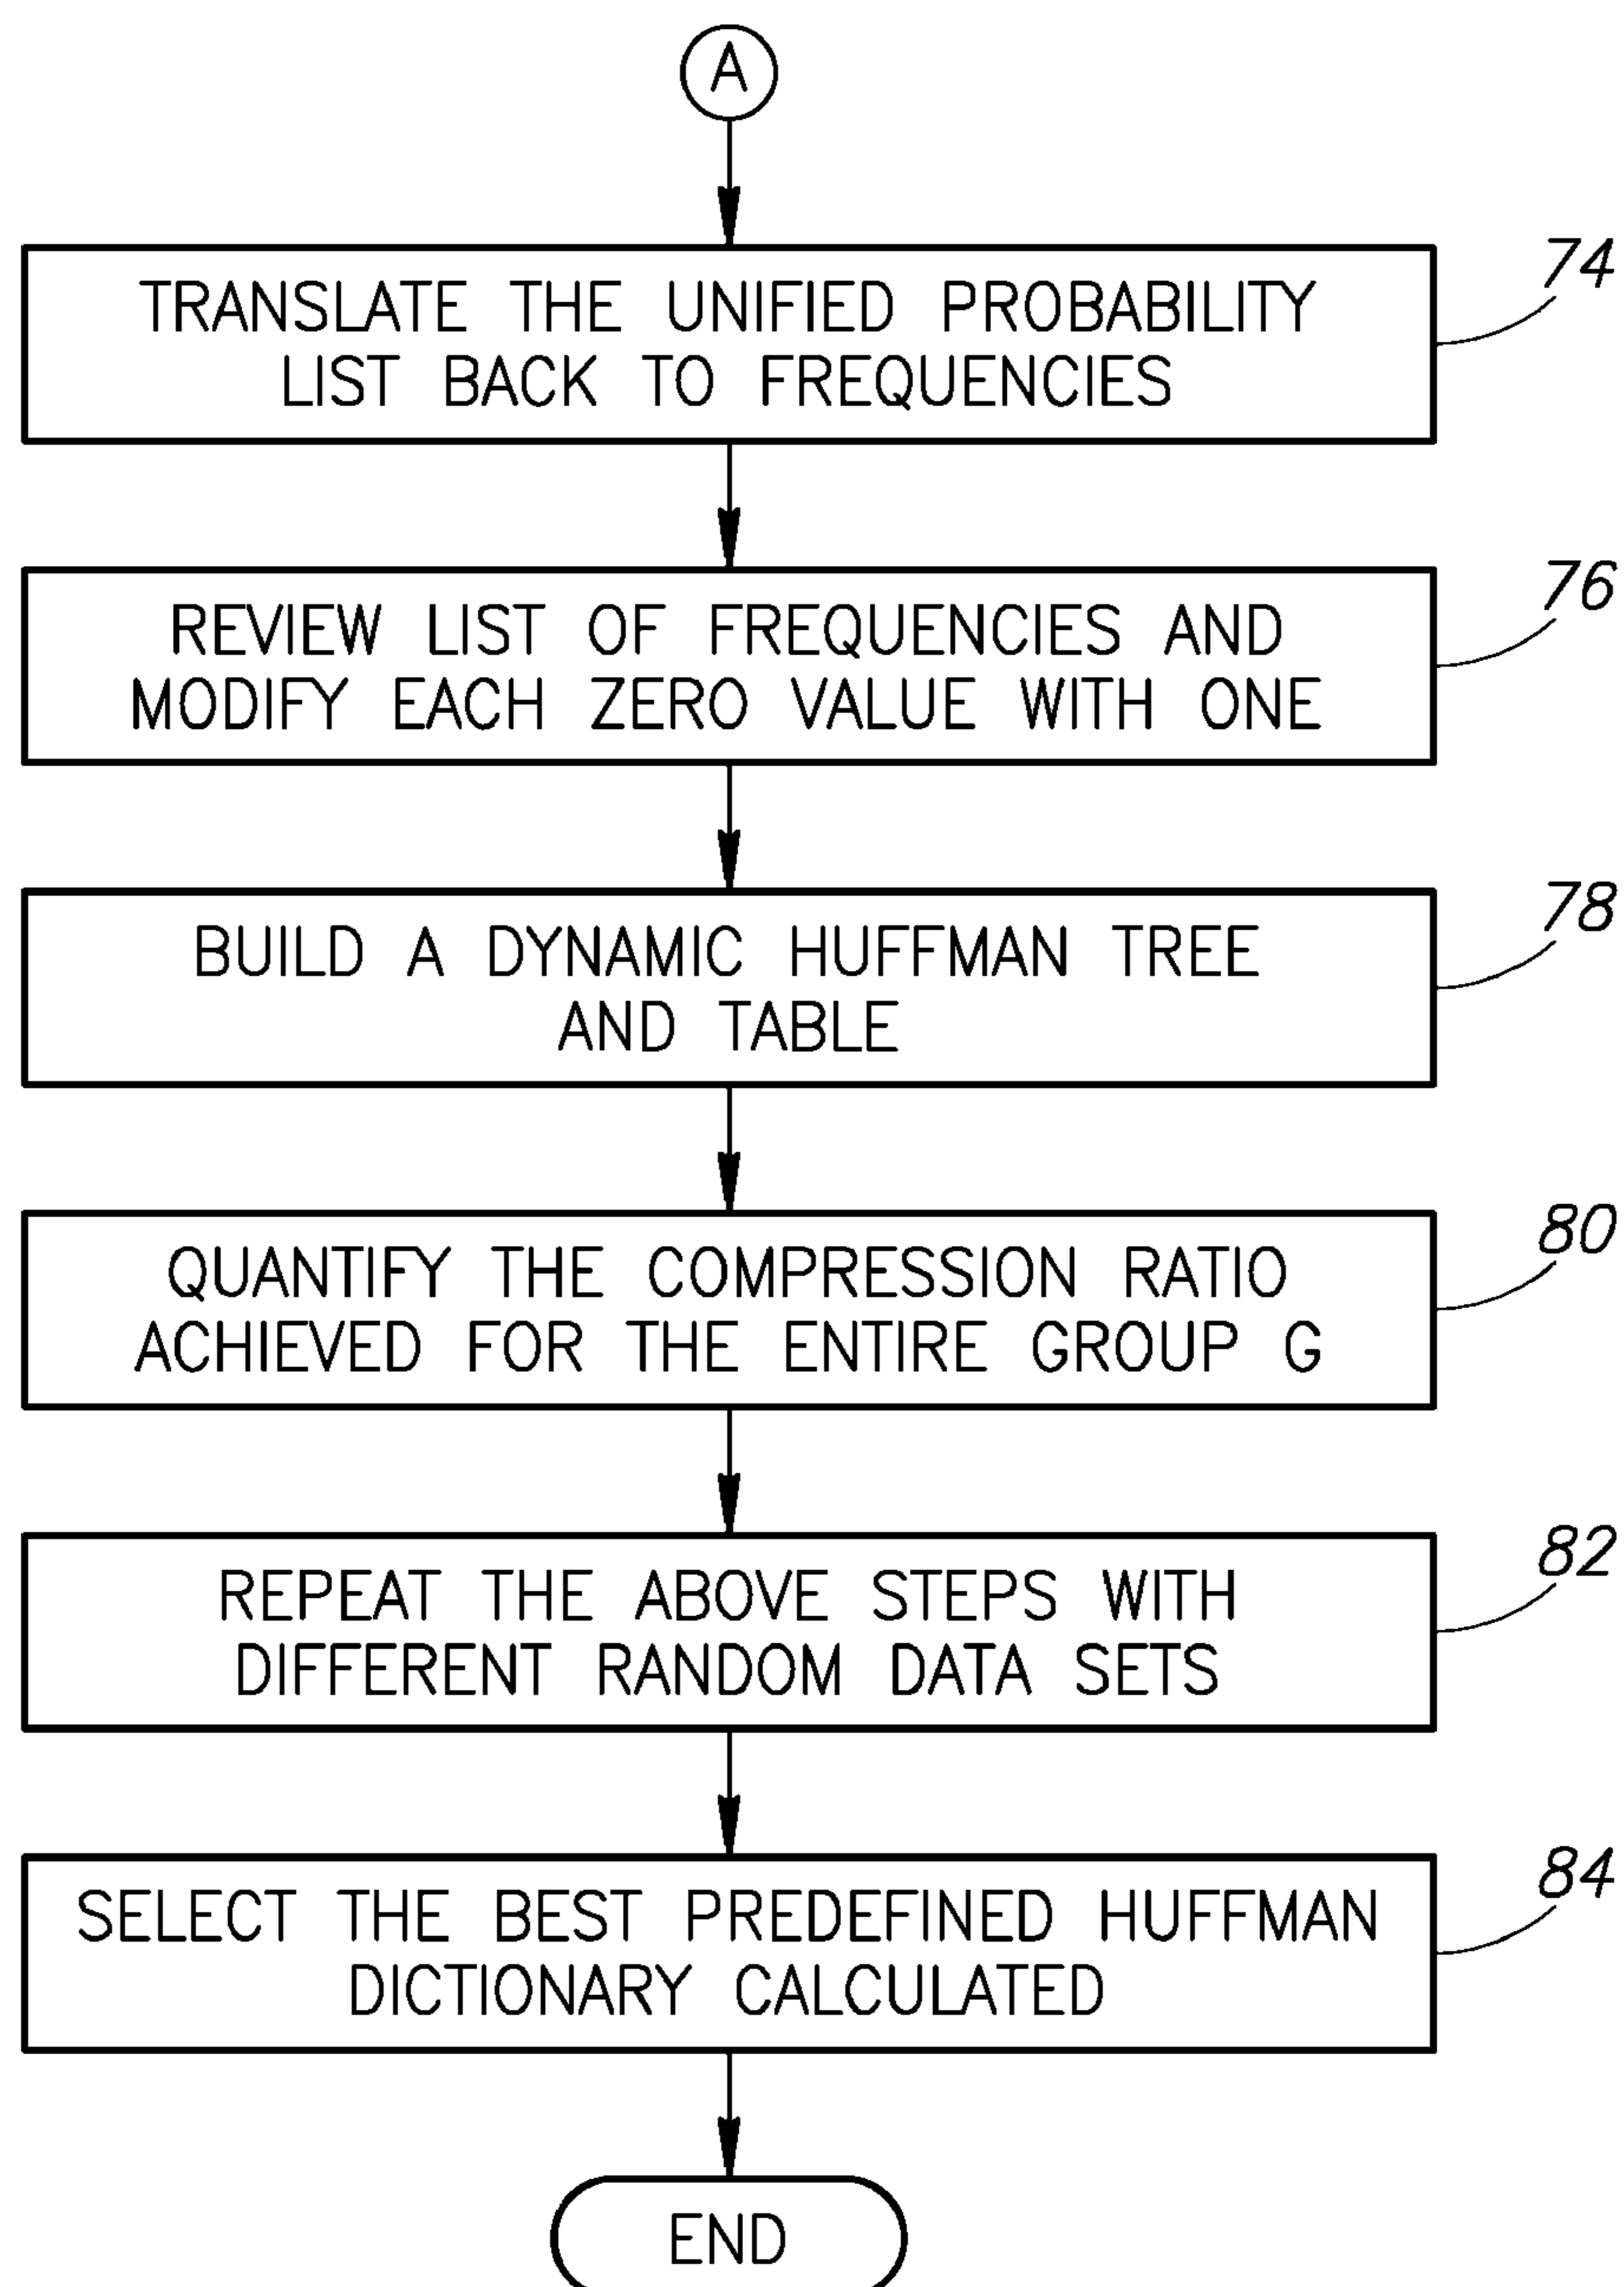 A
74
TRANSLATE THE UNIFIED PROBABILITY
LIST BACK TO FREQUENCIES
76
REVIEW LIST OF FREQUENCIES AND
MODIFY EACH ZERO VALUE WITH ONE
78
BUILD A DYNAMIC HUFFMAN TREE
AND TABLE
80
QUANTIFY THE COMPRESSION RATIO
ACHIEVED FOR THE ENTIRE GROUP G
82
REPEAT THE ABOVE STEPS WITH
DIFFERENT RANDOM DATA SETS
84
SELECT THE BEST PREDEFINED HUFFMAN
DICTIONARY CALCULATED
END